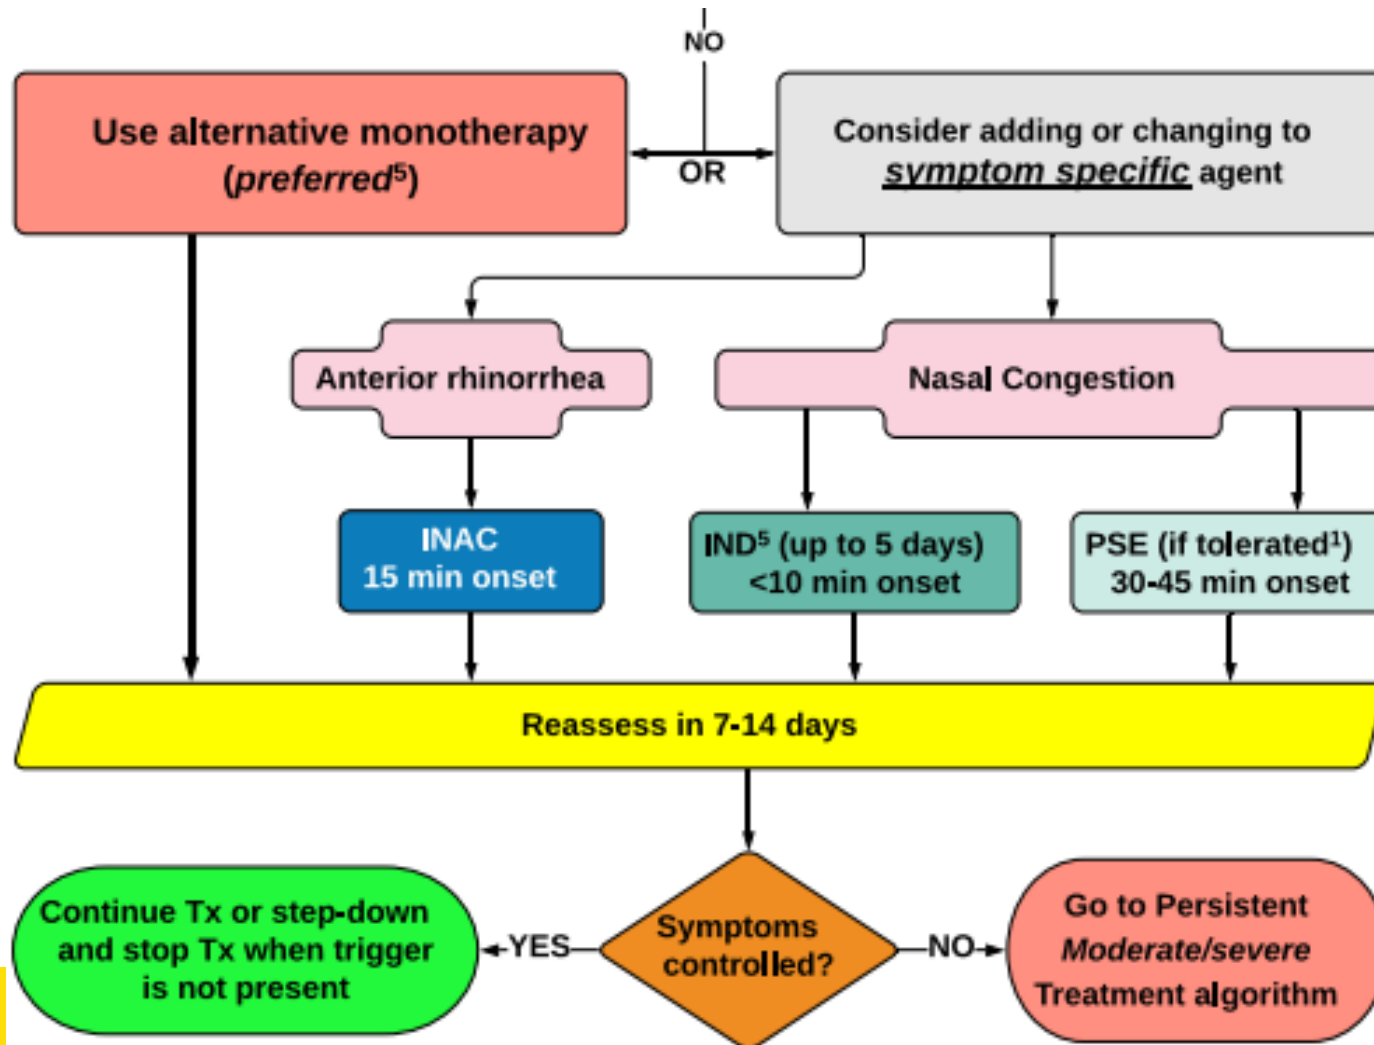 NO
Use alternative monotherapy
(preferred⁵)
OR
Consider adding or changing to
symptom specific agent
Anterior rhinorrhea
Nasal Congestion
INAC
15 min onset
IND⁵ (up to 5 days)
<10 min onset
PSE (if tolerated¹)
30-45 min onset
Reassess in 7-14 days
Continue Tx or step-down
and stop Tx when trigger
is not present
YES
Symptoms
controlled?
NO
Go to Persistent
Moderate/severe
Treatment algorithm